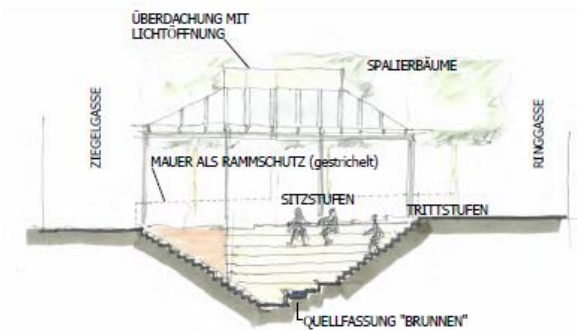 ÜBERDACHUNG MIT
LICHTÖFFNUNG
SPALIERBÄUME
ZIEGELGASSE
RINGGASSE
MAUER ALS RAMMSCHUTZ (gestrichelt)
SITZSTUFEN
TRITTSTUFEN
QUELLFASSUNG "BRUNNEN"